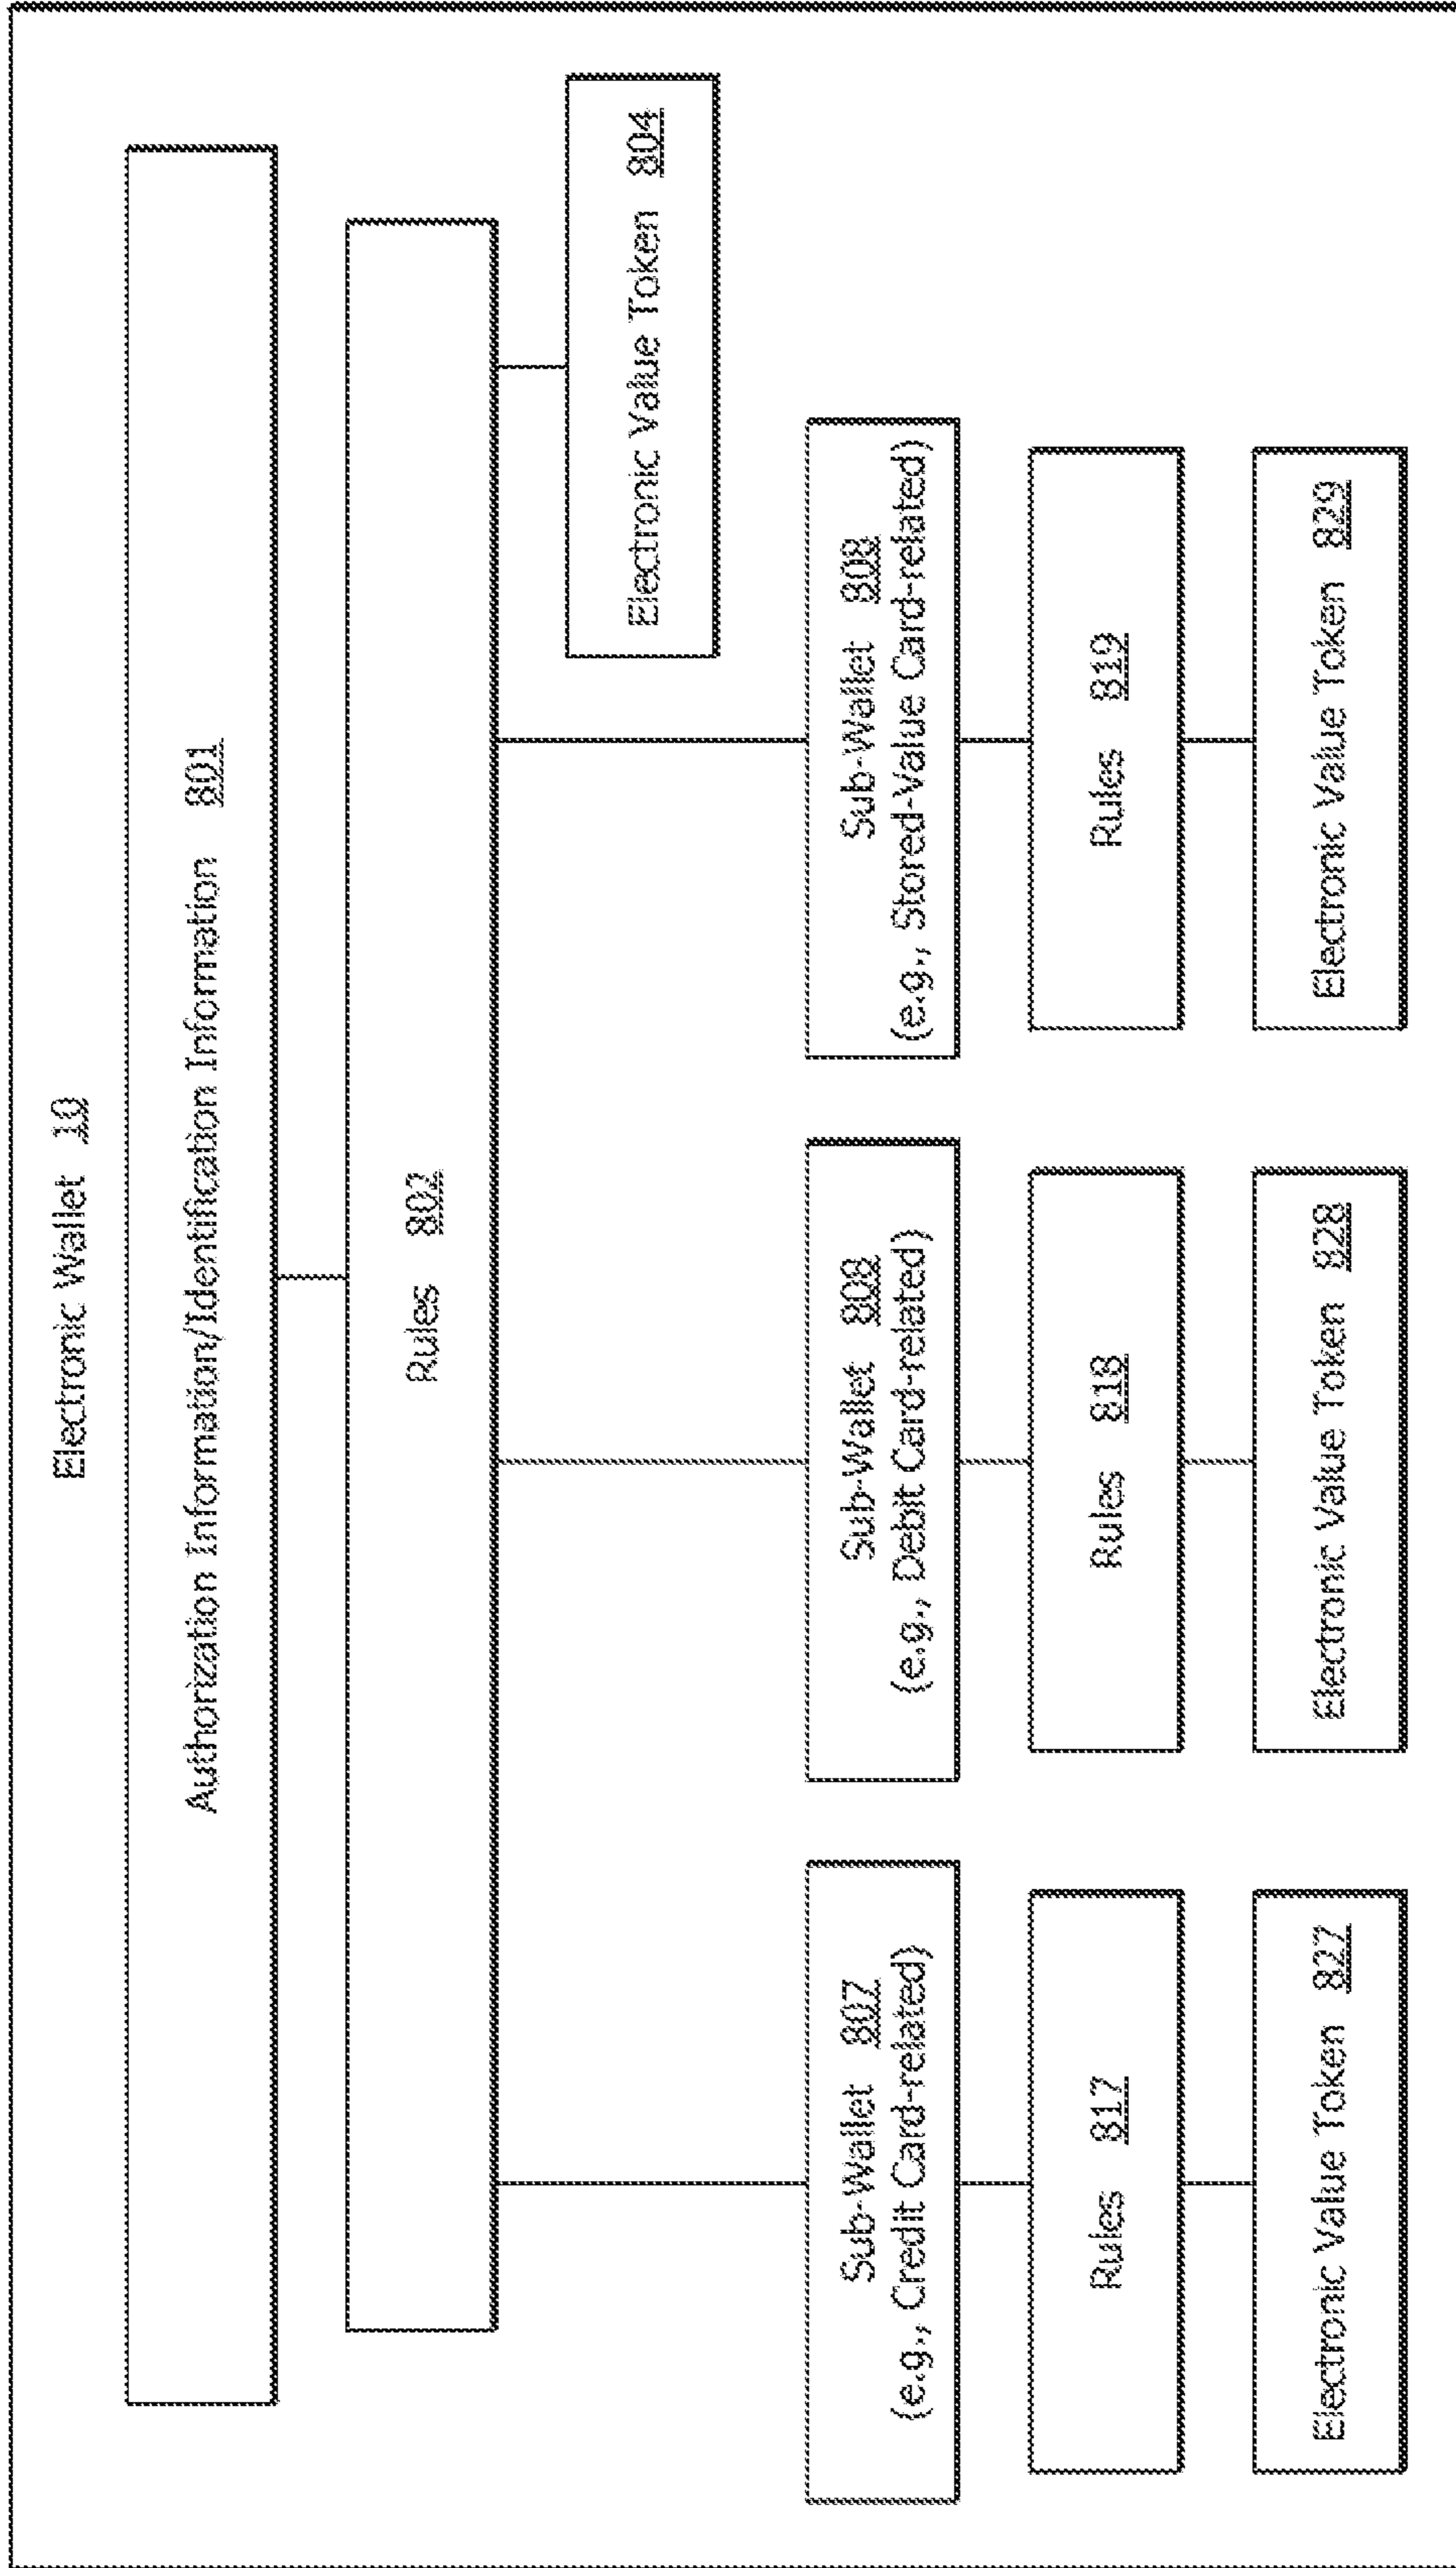 Electronic Wallet 10
Authorization Information/Identification Information 801
Rules 802
Electronic Value Token 804
Sub-Wallet 807
(e.g., Credit Card-related)
Sub-Wallet 808
(e.g., Debit Card-related)
Sub-Wallet 808
(e.g., Stored-Value Card-related)
Rules 817
Rules 818
Rules 819
Electronic Value Token 827
Electronic Value Token 828
Electronic Value Token 829